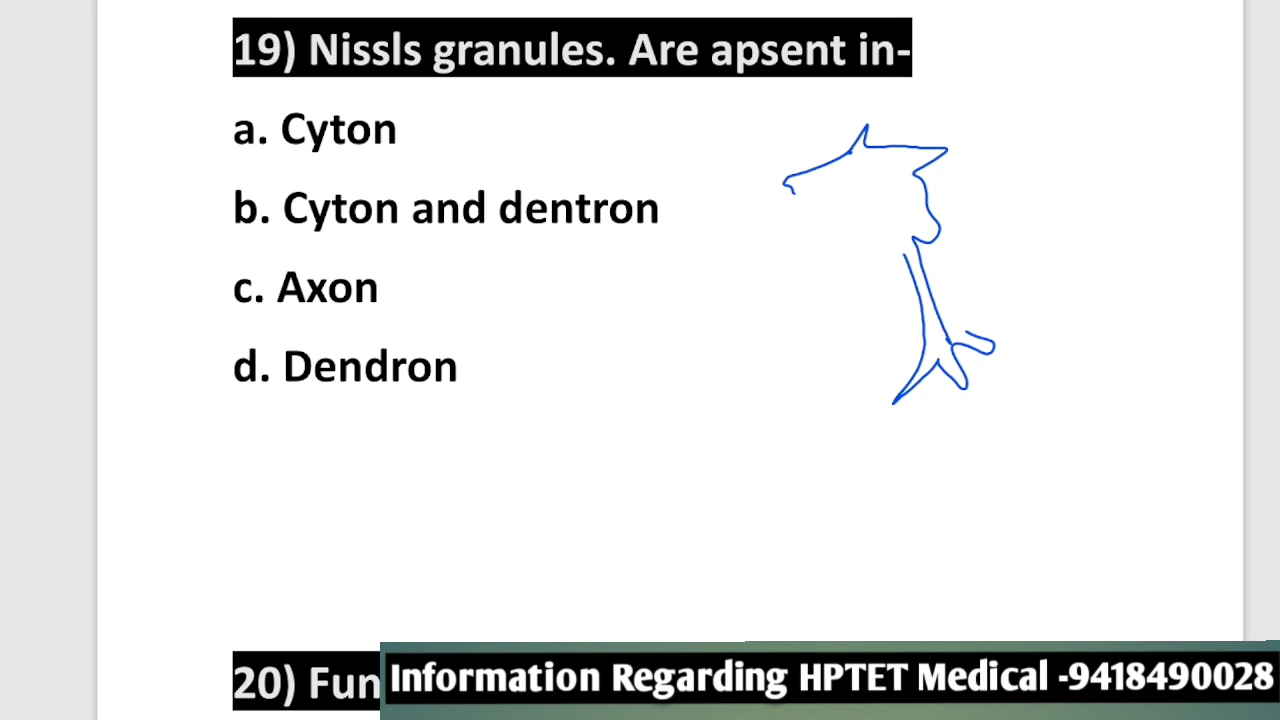 19) Nissls granules. Are apsent in-
a. Cyton
b. Cyton and dentron
c. Axon
d. Dendron
20) Fun
Information Regarding HPTET Medical -9418490028